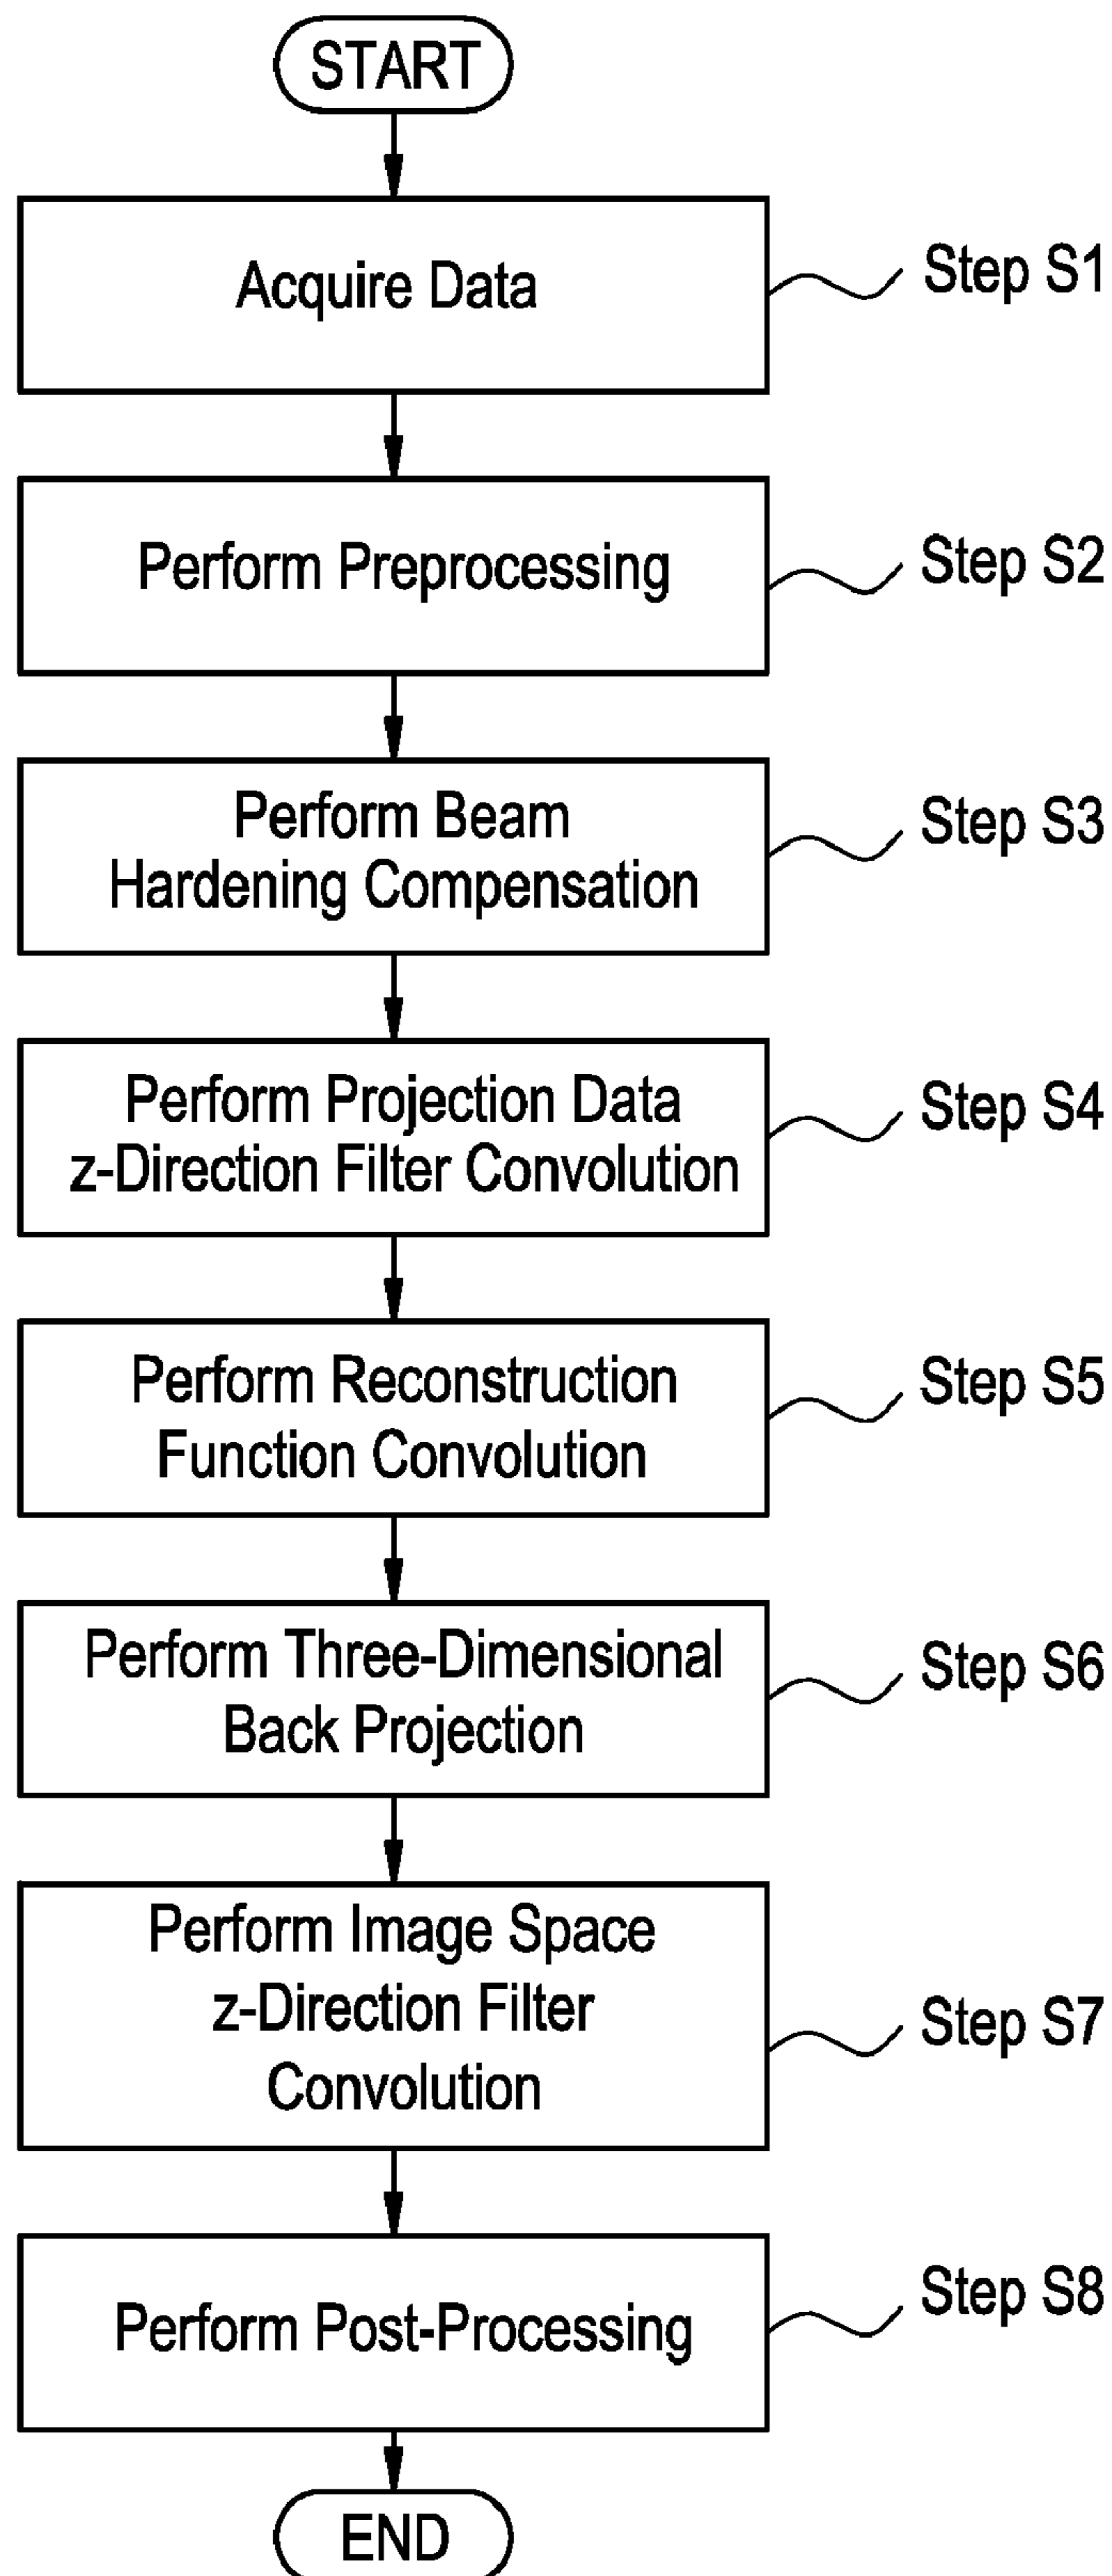 START
Acquire Data
Step S1
Perform Preprocessing
Step S2
Perform Beam
Hardening Compensation
Step S3
Perform Projection Data
z-Direction Filter Convolution
Step S4
Perform Reconstruction
Function Convolution
Step S5
Perform Three-Dimensional
Back Projection
Step S6
Perform Image Space
z-Direction Filter
Convolution
Step S7
Perform Post-Processing
Step S8
END